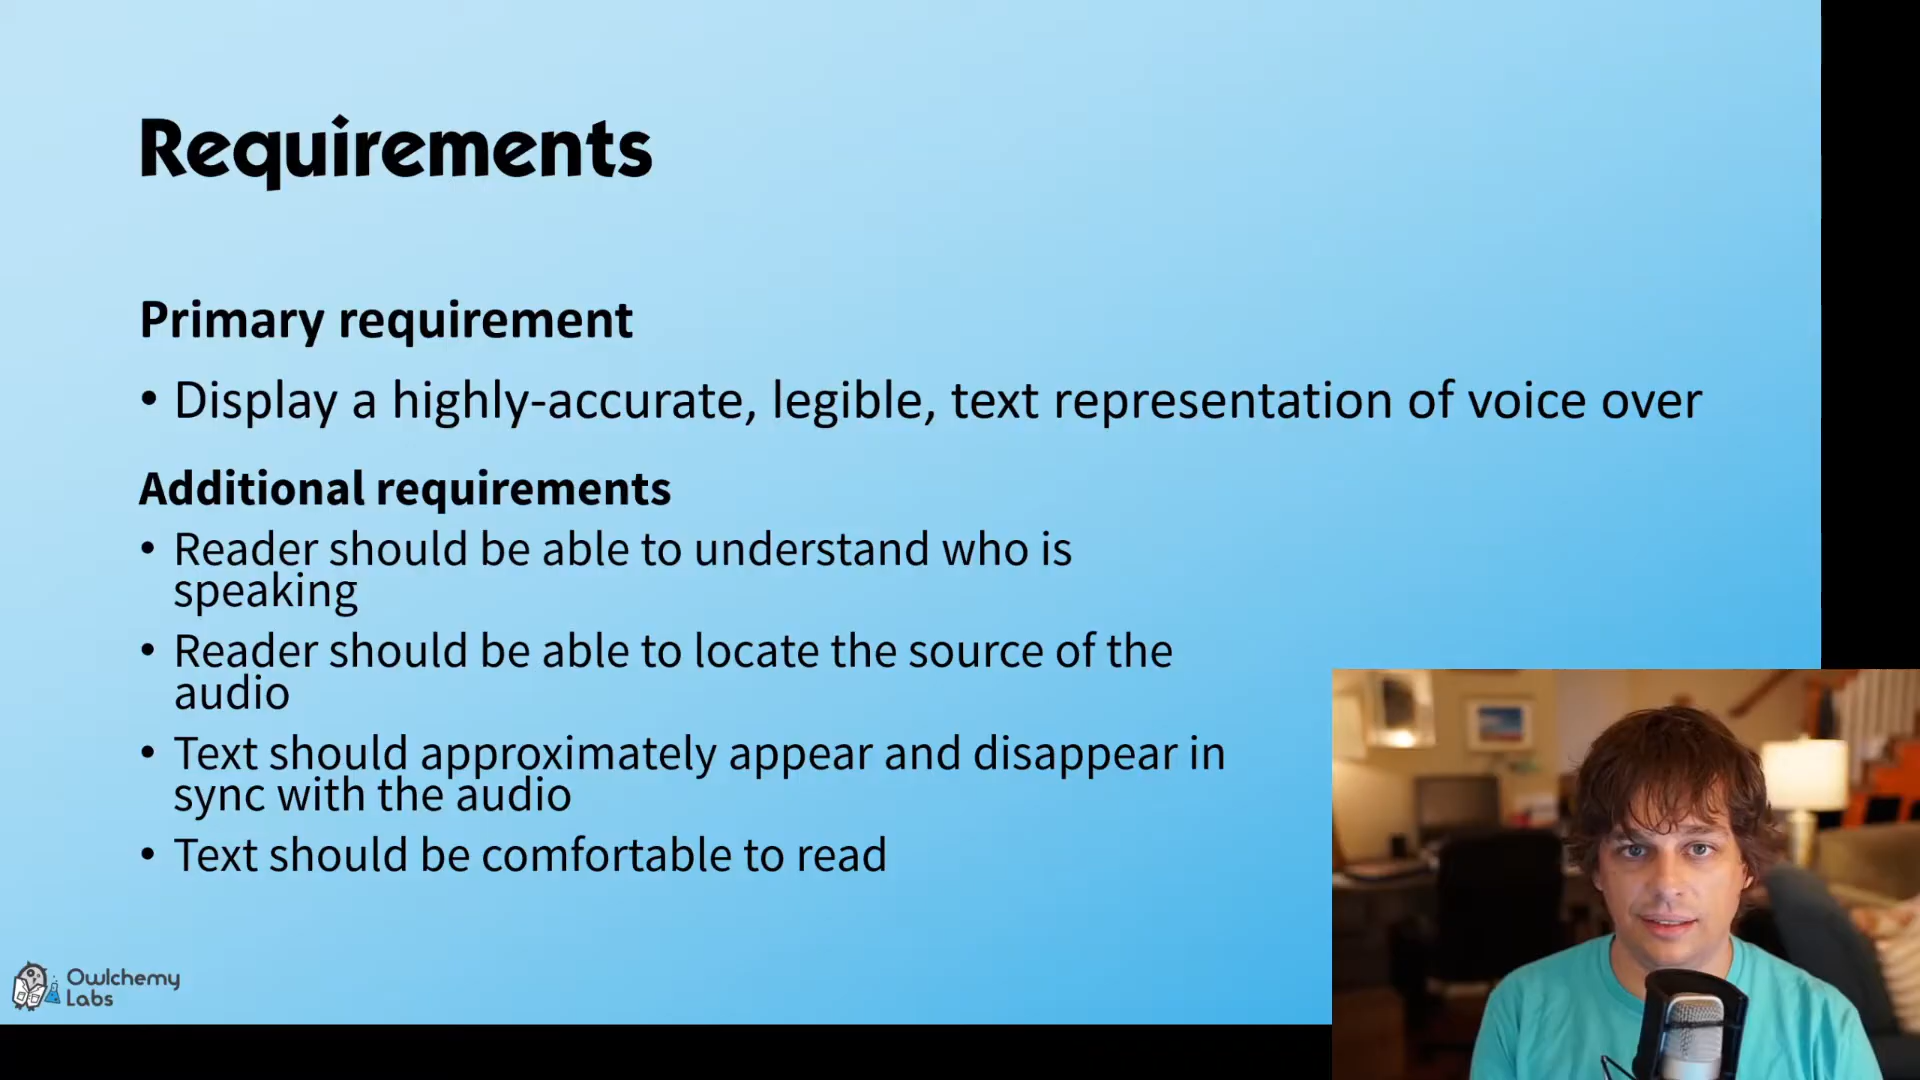 Requirements
Primary requirement
• Display a highly-accurate, legible, text representation of voice over
Additional requirements
• Reader should be able to understand who is
speaking
• Reader should be able to locate the source of the
audio
• Text should approximately appear and disappear in
sync with the audio
• Text should be comfortable to read
Owlchemy
Labs